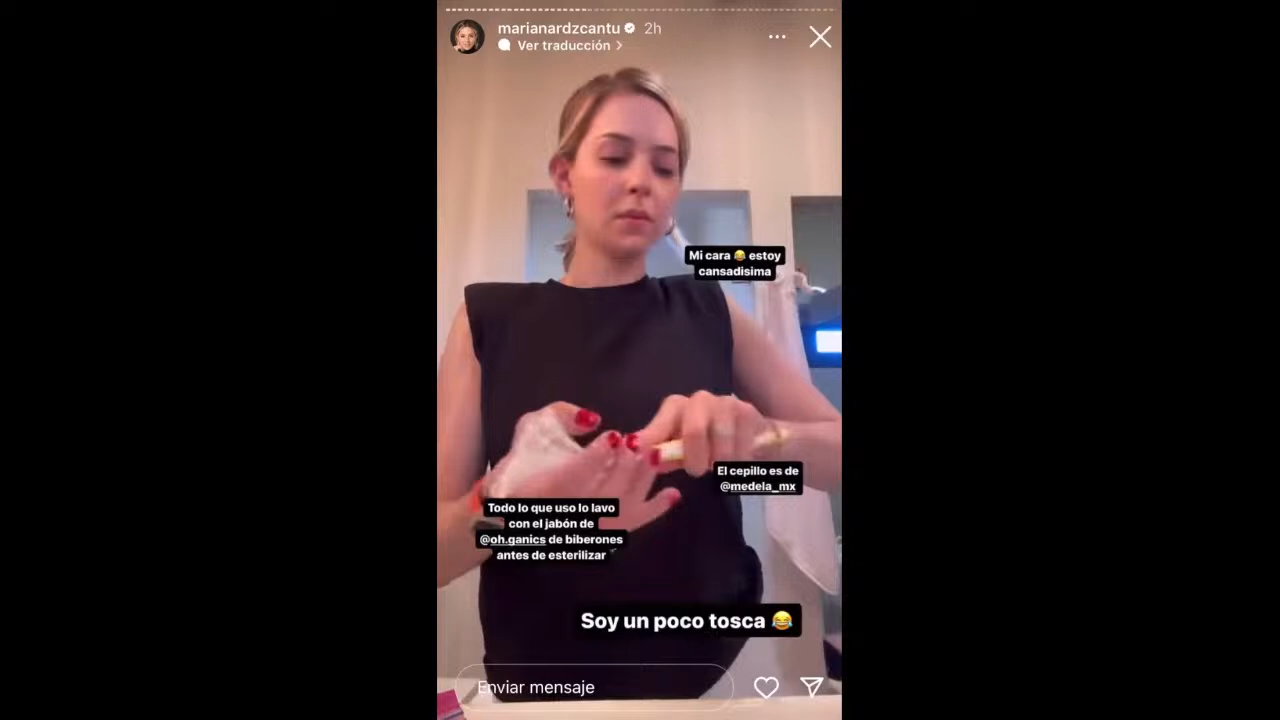 marianardzcantu 2h
Ver traducción
Mi cara 😂 estoy
cansadisima
El cepillo es de
@medela_mx
Todo lo que uso lo lavo
con el jabón de
@oh.ganics de biberones
antes de esterilizar
Soy un poco tosca 😂
Enviar mensaje